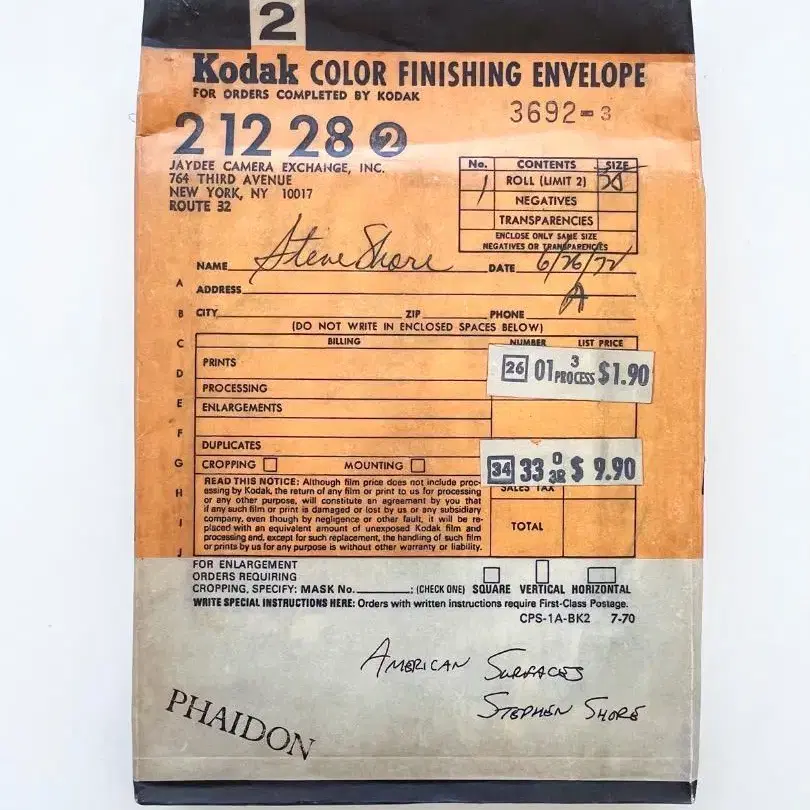 2
Kodak COLOR FINISHING ENVELOPE
FOR ORDERS COMPLETED BY KODAK
3692-3
2 12 28 2
JAYDEE CAMERA EXCHANGE, INC.
764 THIRD AVENUE
NEW YORK, NY 10017
ROUTE 32
No. CONTENTS SIZE
1 ROLL (LIMIT 2) 20
NEGATIVES
TRANSPARENCIES
ENCLOSE ONLY SAME SIZE
NEGATIVES OR TRANSPARENCIES
NAME Steve Shore DATE 6/26/72
A ADDRESS A
B CITY ZIP PHONE
(DO NOT WRITE IN ENCLOSED SPACES BELOW)
C BILLING NUMBER LIST PRICE
PRINTS
26 01 3 PROCESS $1.90
D
PROCESSING
E ENLARGEMENTS
F
DUPLICATES
34 33 0 3R $ 9.90
G CROPPING MOUNTING
SALES TAX
H
I
J
READ THIS NOTICE: Although film price does not include proc-
essing by Kodak, the return of any film or print to us for processing
or any other purpose, will constitute an agreement by you that
if any such film or print is damaged or lost by us or any subsidiary
company, even though by negligence or other fault, it will be re-
placed with an equivalent amount of unexposed Kodak film and
processing and, except for such replacement, the handling of such film
or prints by us for any purpose is without other warranty or liability.
TOTAL
FOR ENLARGEMENT
ORDERS REQUIRING
CROPPING, SPECIFY: MASK No. : (CHECK ONE) SQUARE VERTICAL HORIZONTAL
WRITE SPECIAL INSTRUCTIONS HERE: Orders with written instructions require First-Class Postage.
CPS-1A-BK2 7-70
AMERICAN SURFACES
STEPHEN SHORE
PHAIDON